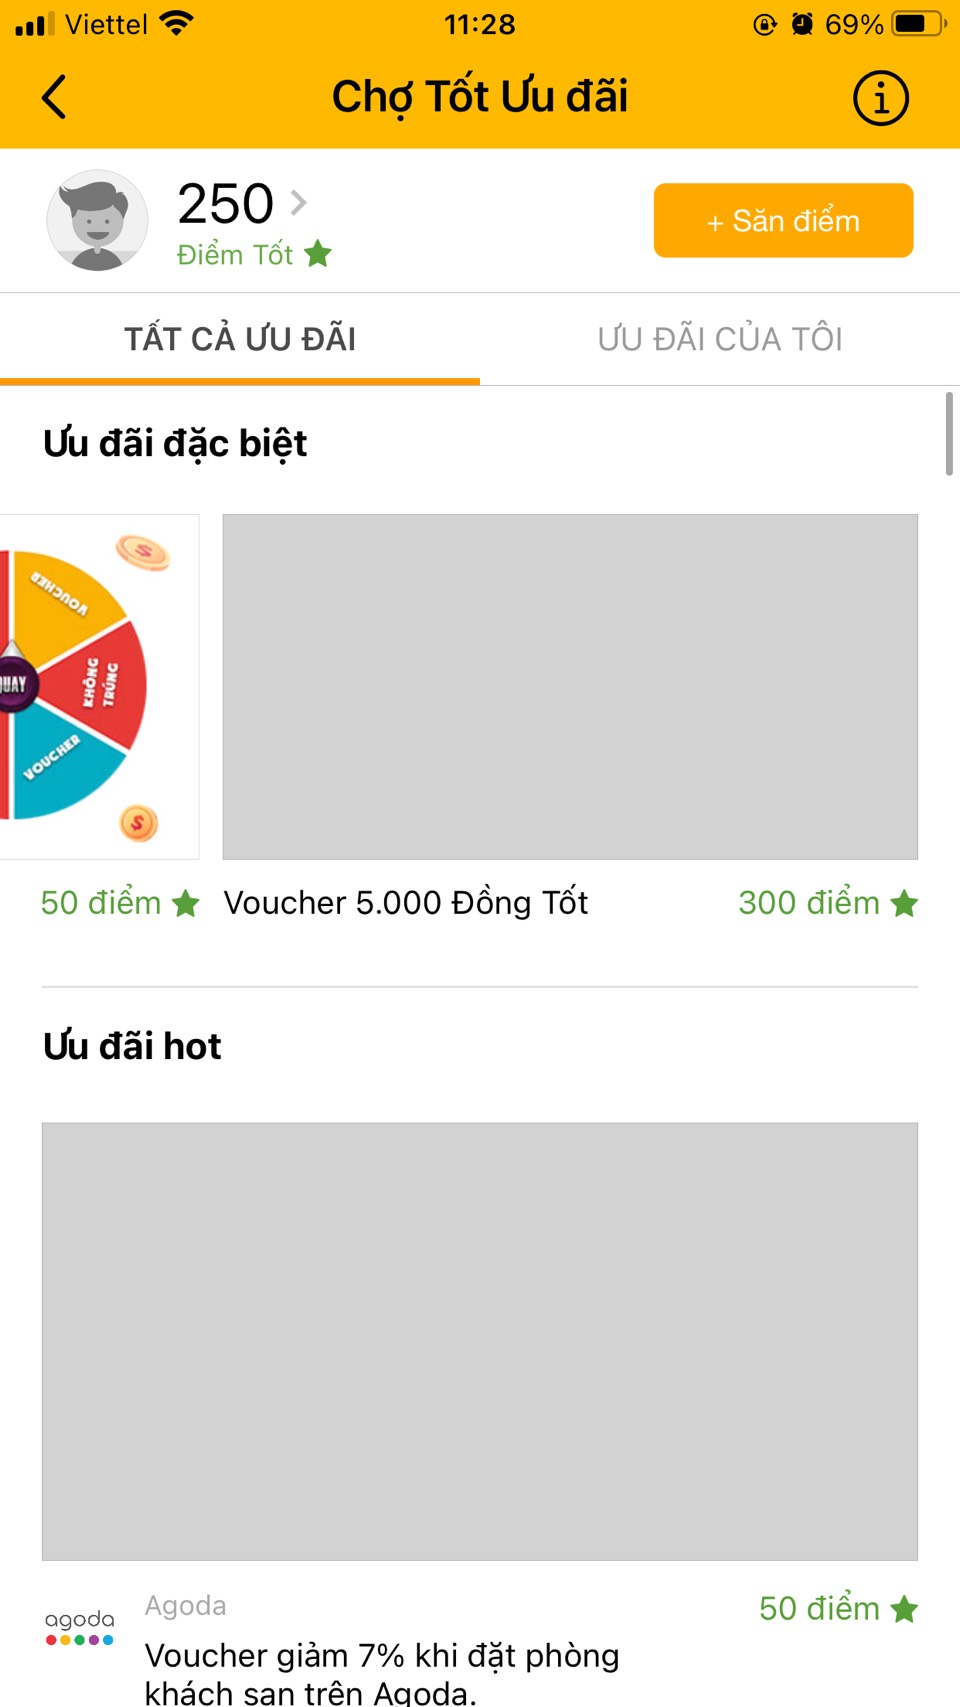 Viettel 11:28 69%
Chợ Tốt Ưu đãi
250
Điểm Tốt
+ Săn điểm
TẤT CẢ ƯU ĐÃI ƯU ĐÃI CỦA TÔI
Ưu đãi đặc biệt
VOUCHER
KHÔNG
TRÚNG
QUAY
VOUCHER
50 điểm Voucher 5.000 Đồng Tốt 300 điểm
Ưu đãi hot
agoda
Agoda 50 điểm
Voucher giảm 7% khi đặt phòng
khách sạn trên Agoda.